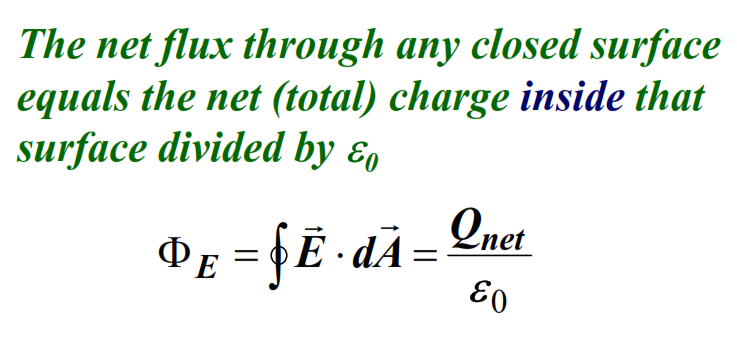 The net flux through any closed surface
equals the net (total) charge inside that
surface divided by ε₀
Φ_E = ∮ E⃗ · dA⃗ = Q_net / ε₀